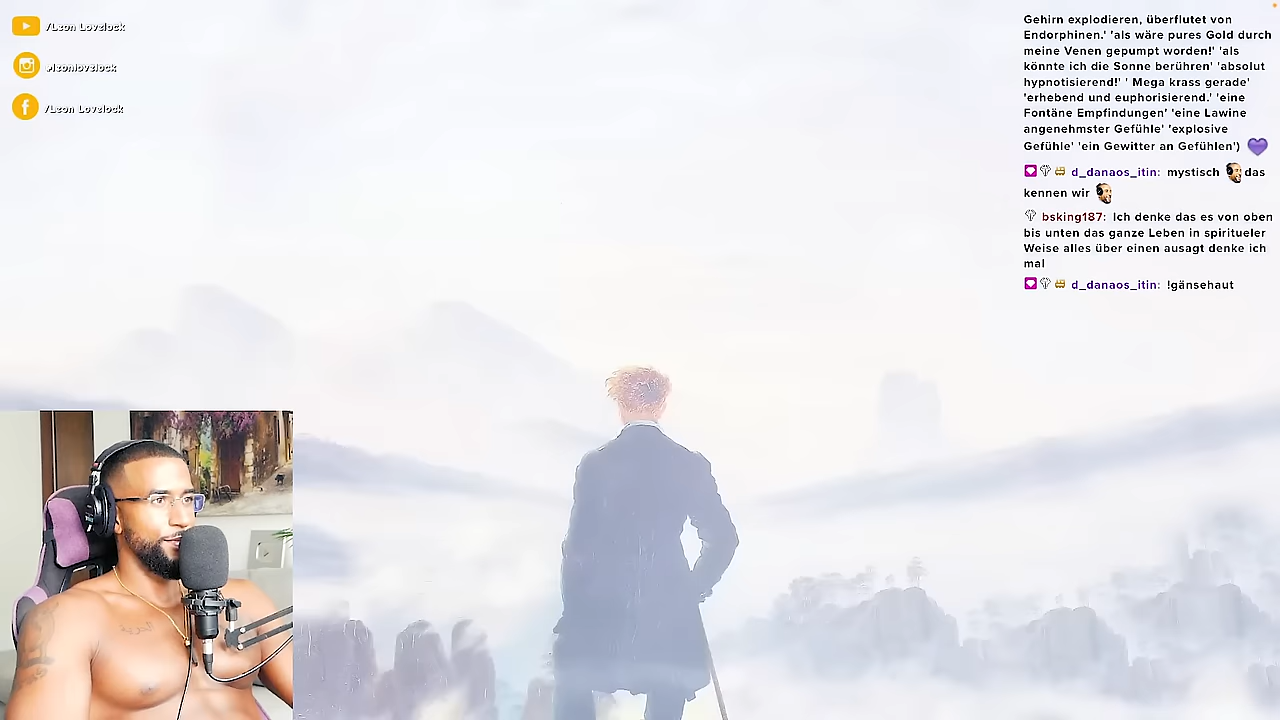 /Leon Lovelock
#leonlovelock
/Leon Lovelock
Gehirn explodieren, überflutet von
Endorphinen.' 'als wäre pures Gold durch
meine Venen gepumpt worden!' 'als
könnte ich die Sonne berühren' 'absolut
hypnotisierend!' ' Mega krass gerade'
'erhebend und euphorisierend.' 'eine
Fontäne Empfindungen' 'eine Lawine
angenehmster Gefühle' 'explosive
Gefühle' 'ein Gewitter an Gefühlen')
d_danaos_itin: mystisch das
kennen wir
bsking187: Ich denke das es von oben
bis unten das ganze Leben in spiritueler
Weise alles über einen ausagt denke ich
mal
d_danaos_itin: !gänsehaut